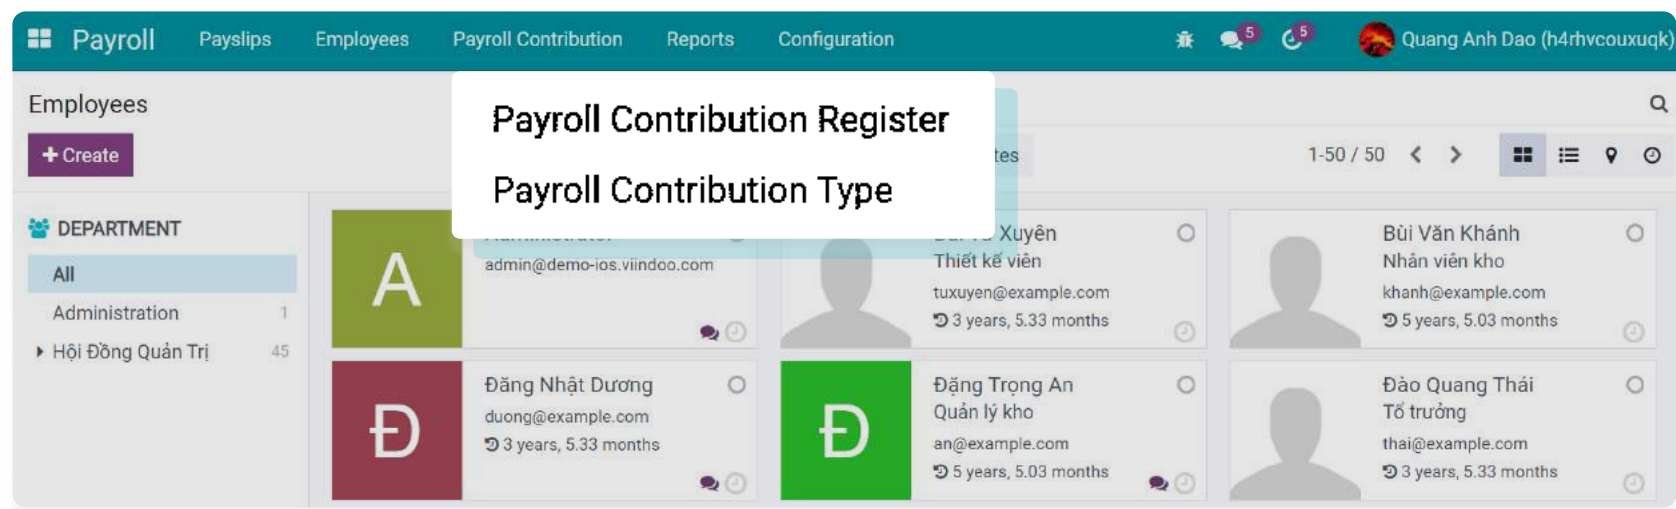 Payroll Payslips Employees Payroll Contribution Reports Configuration 5 5 Quang Anh Dao (h4rhvcouxuqk)
Employees
Payroll Contribution Register
Payroll Contribution Type
+ Create
1-50 / 50
DEPARTMENT
All
Administration 1
Hội Đồng Quản Trị 45
A
admin@demo-ios.viindoo.com
Xuyên
Thiết kế viên
tuxuyen@example.com
3 years, 5.33 months
Bùi Văn Khánh
Nhân viên kho
khanh@example.com
5 years, 5.03 months
Đ
Đăng Nhật Dương
duong@example.com
3 years, 5.33 months
Đ
Đặng Trọng An
Quản lý kho
an@example.com
5 years, 5.03 months
Đào Quang Thái
Tổ trưởng
thai@example.com
3 years, 5.33 months